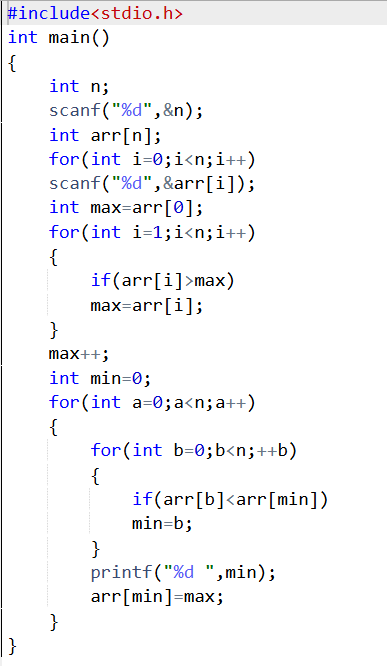 #include<stdio.h>
int main()
{
    int n;
    scanf("%d",&n);
    int arr[n];
    for(int i=0;i<n;i++)
    scanf("%d",&arr[i]);
    int max=arr[0];
    for(int i=1;i<n;i++)
    {
        if(arr[i]>max)
        max=arr[i];
    }
    max++;
    int min=0;
    for(int a=0;a<n;a++)
    {
        for(int b=0;b<n;++b)
        {
            if(arr[b]<arr[min])
            min=b;
        }
        printf("%d ",min);
        arr[min]=max;
    }
}